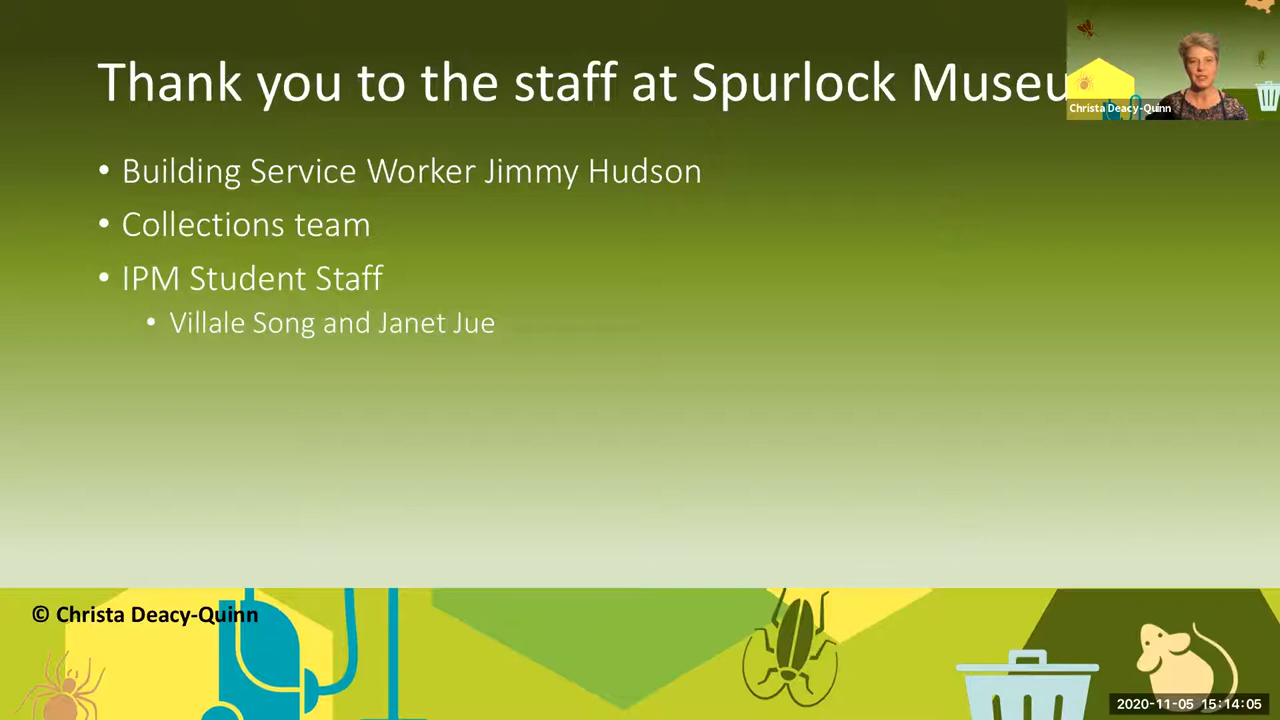 Thank you to the staff at Spurlock Museu
Christa Deacy-Quinn
• Building Service Worker Jimmy Hudson
• Collections team
• IPM Student Staff
• Villale Song and Janet Jue
© Christa Deacy-Quinn
2020-11-05 15:14:05